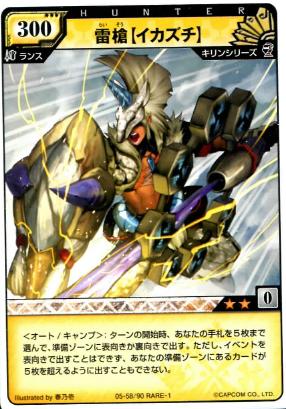 HUNTER
300
らい そう
雷槍【イカズチ】
ランス
キリンシリーズ
★★
0
<オート/キャンプ>：ターンの開始時、あなたの手札を5枚まで
選んで、準備ゾーンに表向きか裏向きで出す。ただし、イベントを
表向きで出すことはできず、あなたの準備ゾーンにあるカードが
5枚を超えるように出すこともできない。
Illustrated by 春乃壱
05-58/90 RARE-1
©CAPCOM CO., LTD.